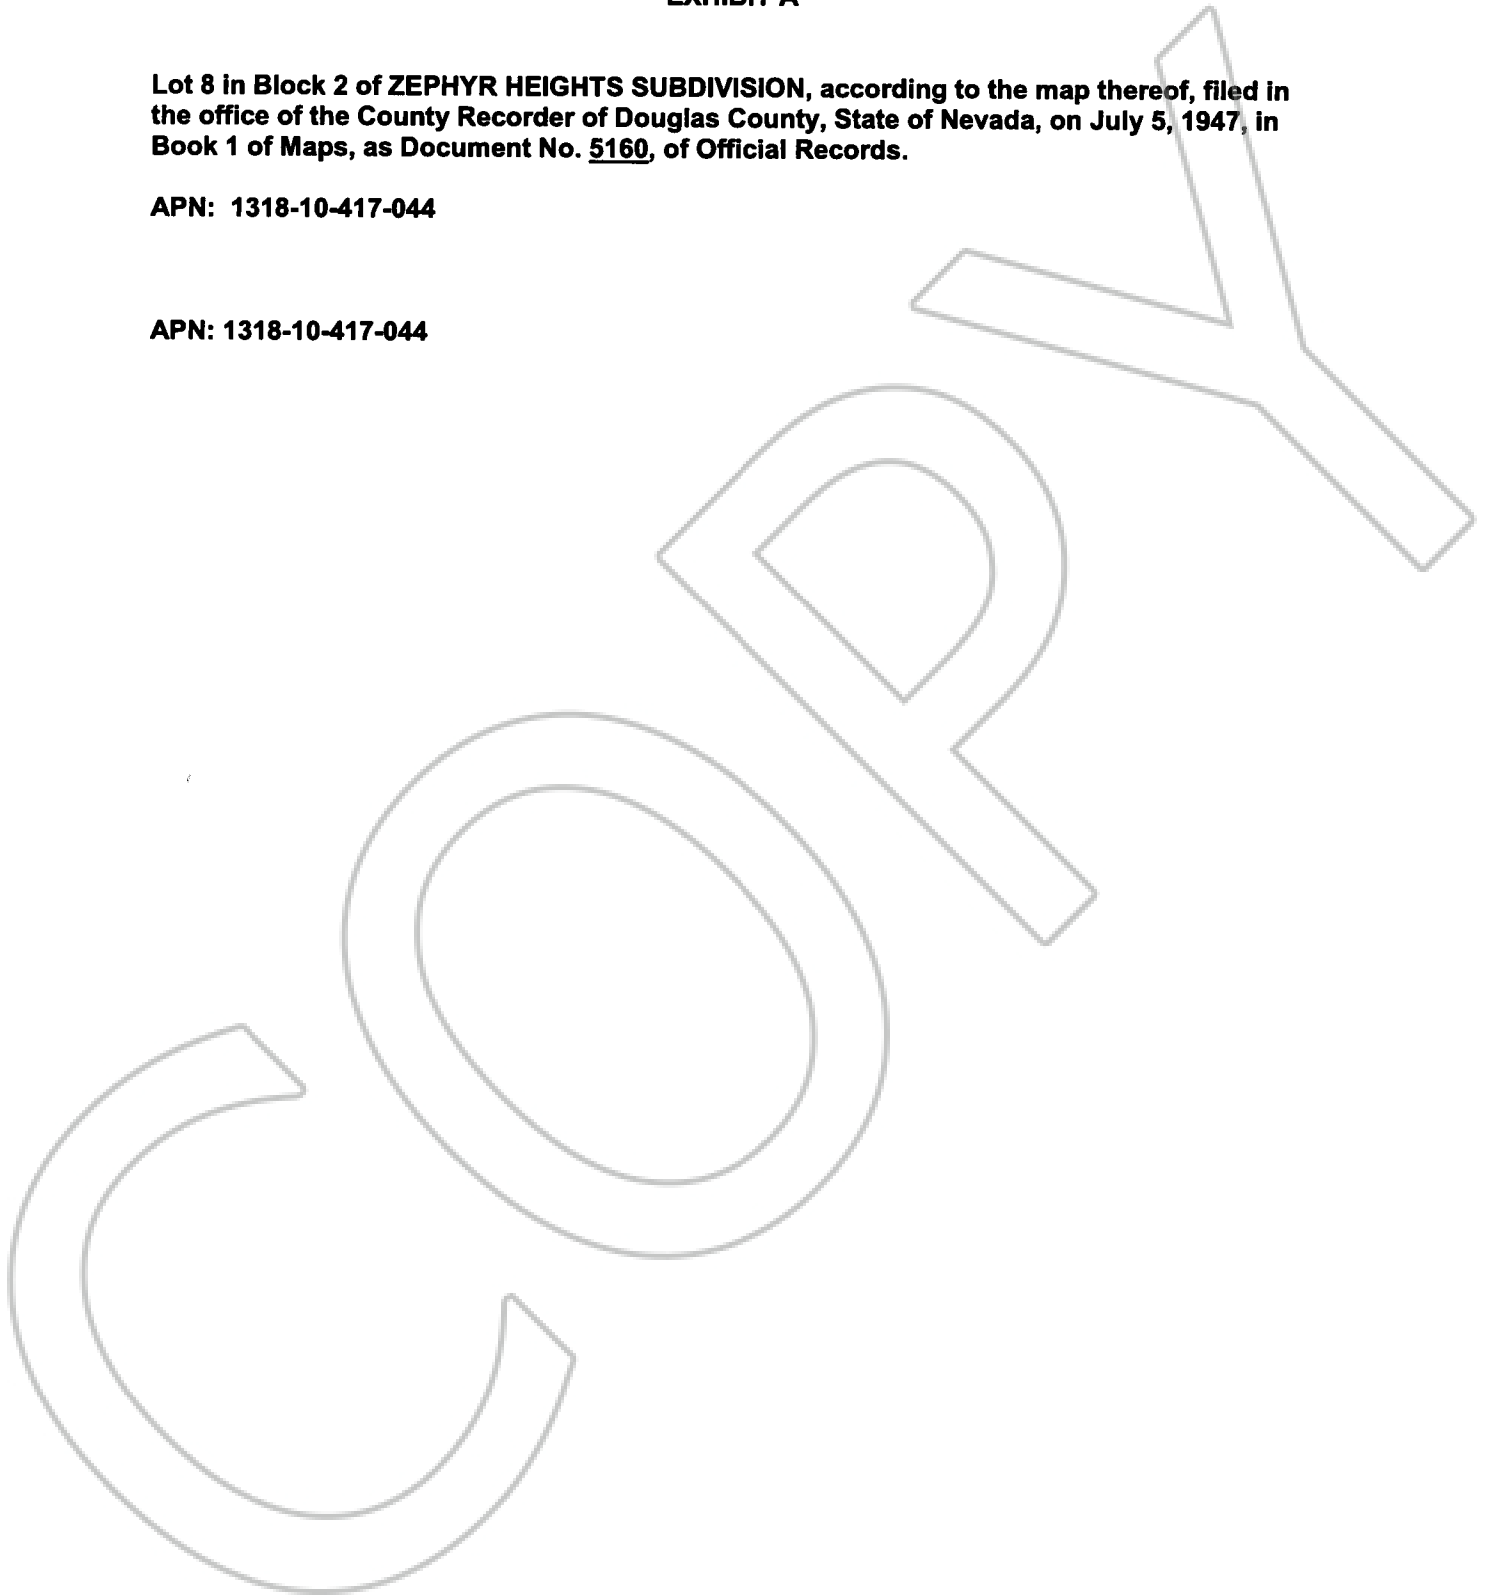 EXHIBIT A
Lot 8 in Block 2 of ZEPHYR HEIGHTS SUBDIVISION, according to the map thereof, filed in
the office of the County Recorder of Douglas County, State of Nevada, on July 5, 1947, in
Book 1 of Maps, as Document No. 5160, of Official Records.
APN: 1318-10-417-044
APN: 1318-10-417-044
COPY